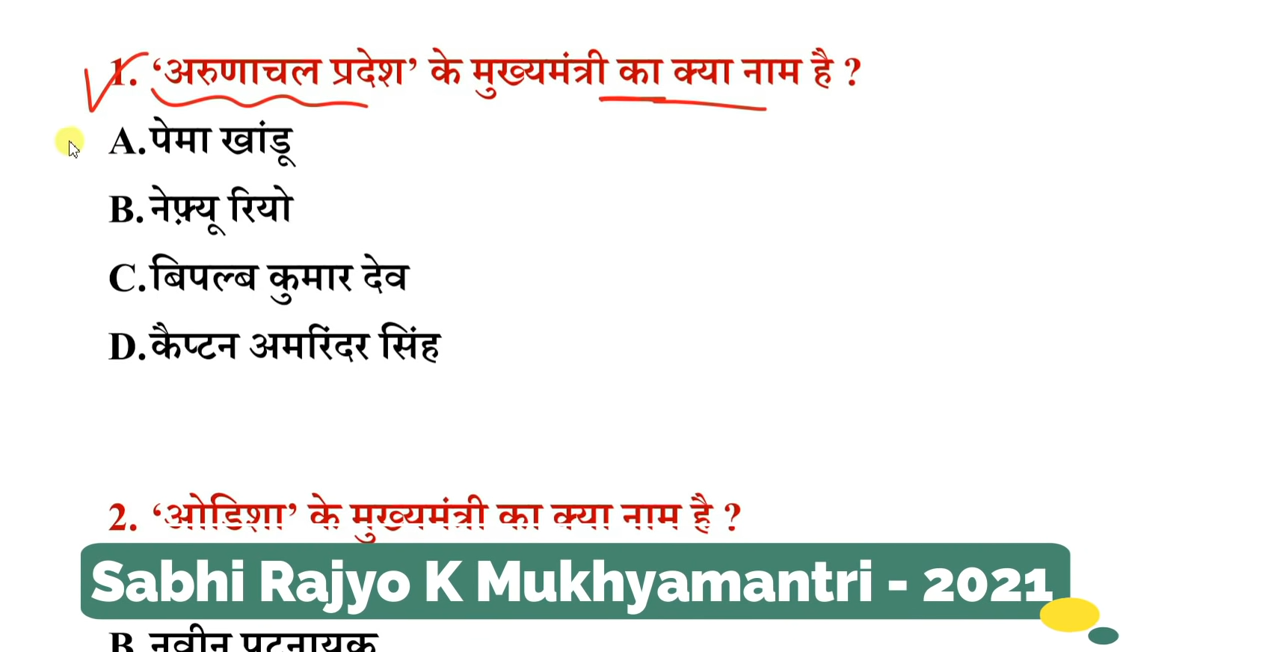 1. ‘अरुणाचल प्रदेश’ के मुख्यमंत्री का क्या नाम है ?
A.पेमा खांडू
B.नेफ़्यू रियो
C.बिपल्ब कुमार देव
D.कैप्टन अमरिंदर सिंह
2. ‘ओडिशा’ के मुख्यमंत्री का क्या नाम है ?
Sabhi Rajyo K Mukhyamantri - 2021
B.नवीन पटनायक